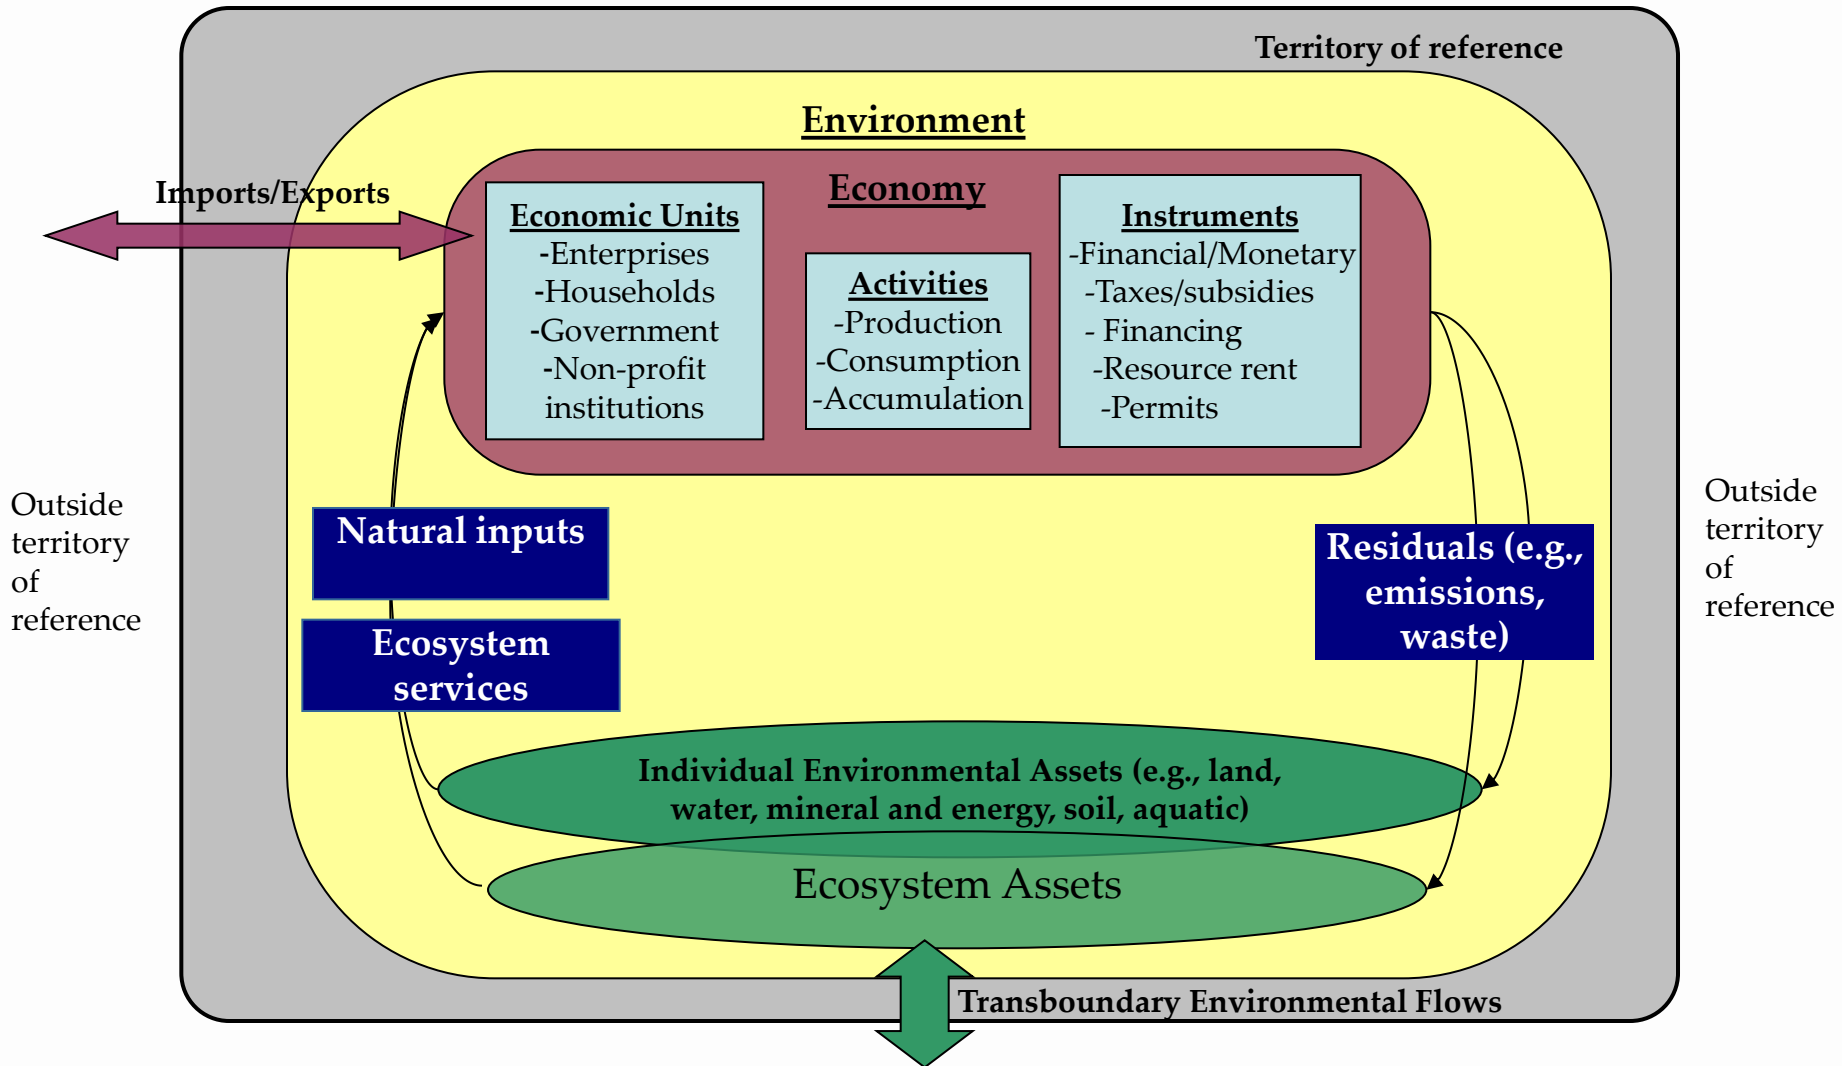 Territory of reference
Environment
Imports/Exports
Economy
Economic Units
-Enterprises
-Households
-Government
-Non-profit
institutions
Activities
-Production
-Consumption
-Accumulation
Instruments
-Financial/Monetary
-Taxes/subsidies
- Financing
-Resource rent
-Permits
Outside
territory
of
reference
Natural inputs
Ecosystem
services
Residuals (e.g.,
emissions,
waste)
Outside
territory
of
reference
Individual Environmental Assets (e.g., land,
water, mineral and energy, soil, aquatic)
Ecosystem Assets
Transboundary Environmental Flows